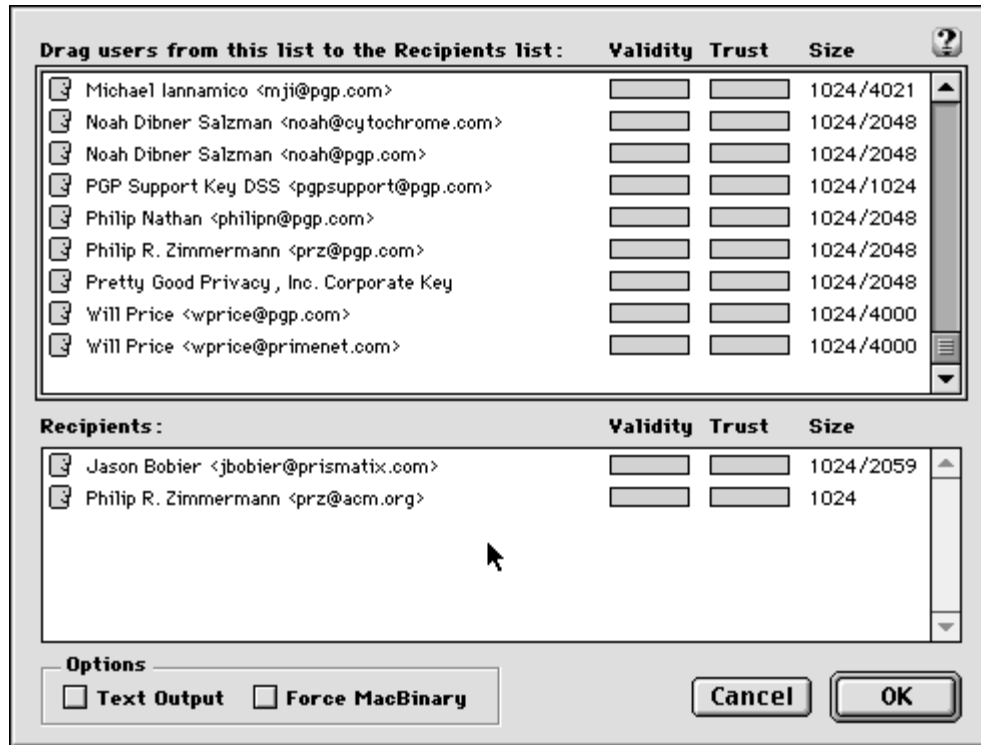 Drag users from this list to the Recipients list: Validity Trust Size ?
Michael Iannamico <mji@pgp.com> 1024/4021
Noah Dibner Salzman <noah@cytochrome.com> 1024/2048
Noah Dibner Salzman <noah@pgp.com> 1024/2048
PGP Support Key DSS <pgpsupport@pgp.com> 1024/1024
Philip Nathan <philipn@pgp.com> 1024/2048
Philip R. Zimmermann <prz@pgp.com> 1024/2048
Pretty Good Privacy, Inc. Corporate Key 1024/2048
Will Price <wprice@pgp.com> 1024/4000
Will Price <wprice@primenet.com> 1024/4000
Recipients: Validity Trust Size
Jason Bobier <jbobier@prismatix.com> 1024/2059
Philip R. Zimmermann <prz@acm.org> 1024
Options
Text Output Force MacBinary Cancel OK